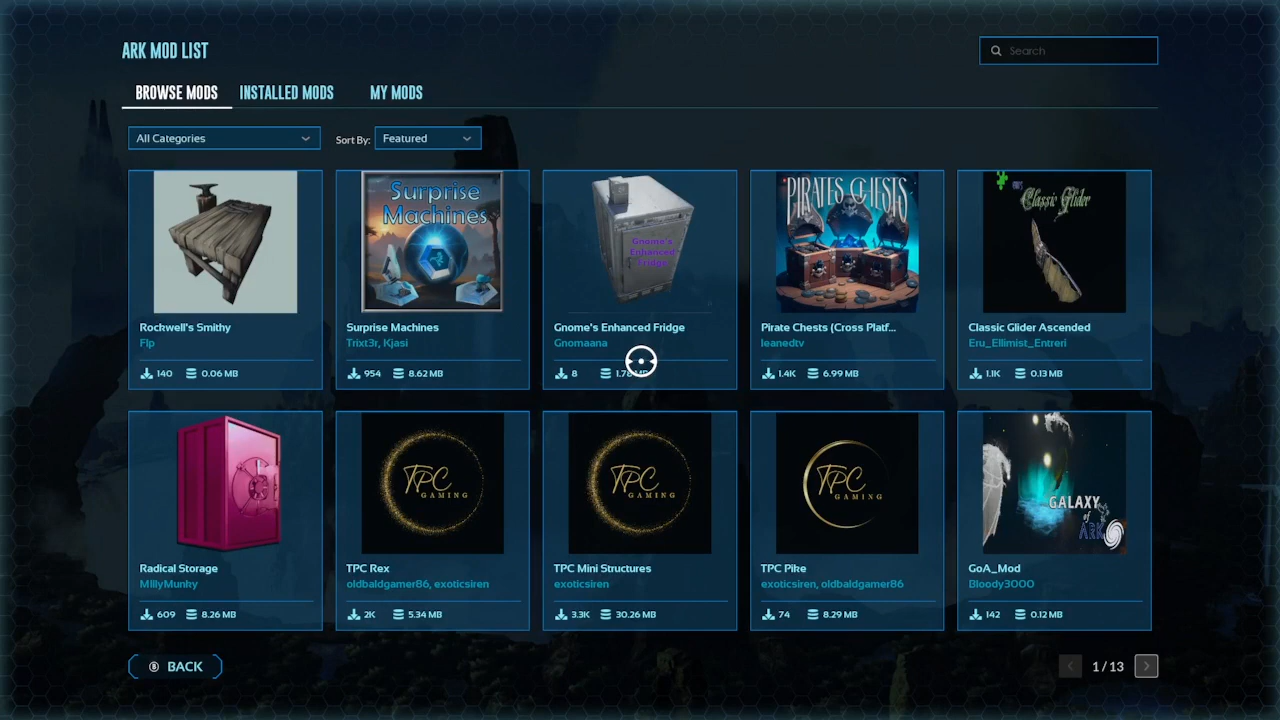 ARK MOD LIST
Search
BROWSE MODS INSTALLED MODS MY MODS
All Categories Sort By: Featured
Surprise
Machines
Gnome's
Enhanced
Fridge
PIRATES CHESTS
Classic Glider
Rockwell's Smithy
Flp
140 0.06 MB
Surprise Machines
Trixt3r, Kjasi
954 8.62 MB
Gnome's Enhanced Fridge
Gnomaana
8
Pirate Chests (Cross Platf...
leanedtv
1.4K 6.99 MB
Classic Glider Ascended
Eru_Ellimist_Entreri
1.1K 0.13 MB
TPC
GAMING
TPC
GAMING
TPC
GAMING
GALAXY
of
ARK
Radical Storage
MIllyMunky
609 8.26 MB
TPC Rex
oldbaldgamer86, exoticsiren
2K 5.34 MB
TPC Mini Structures
exoticsiren
3.3K 30.26 MB
TPC Pike
exoticsiren, oldbaldgamer86
74 8.29 MB
GoA_Mod
Bloody3000
142 0.12 MB
B BACK
1 / 13